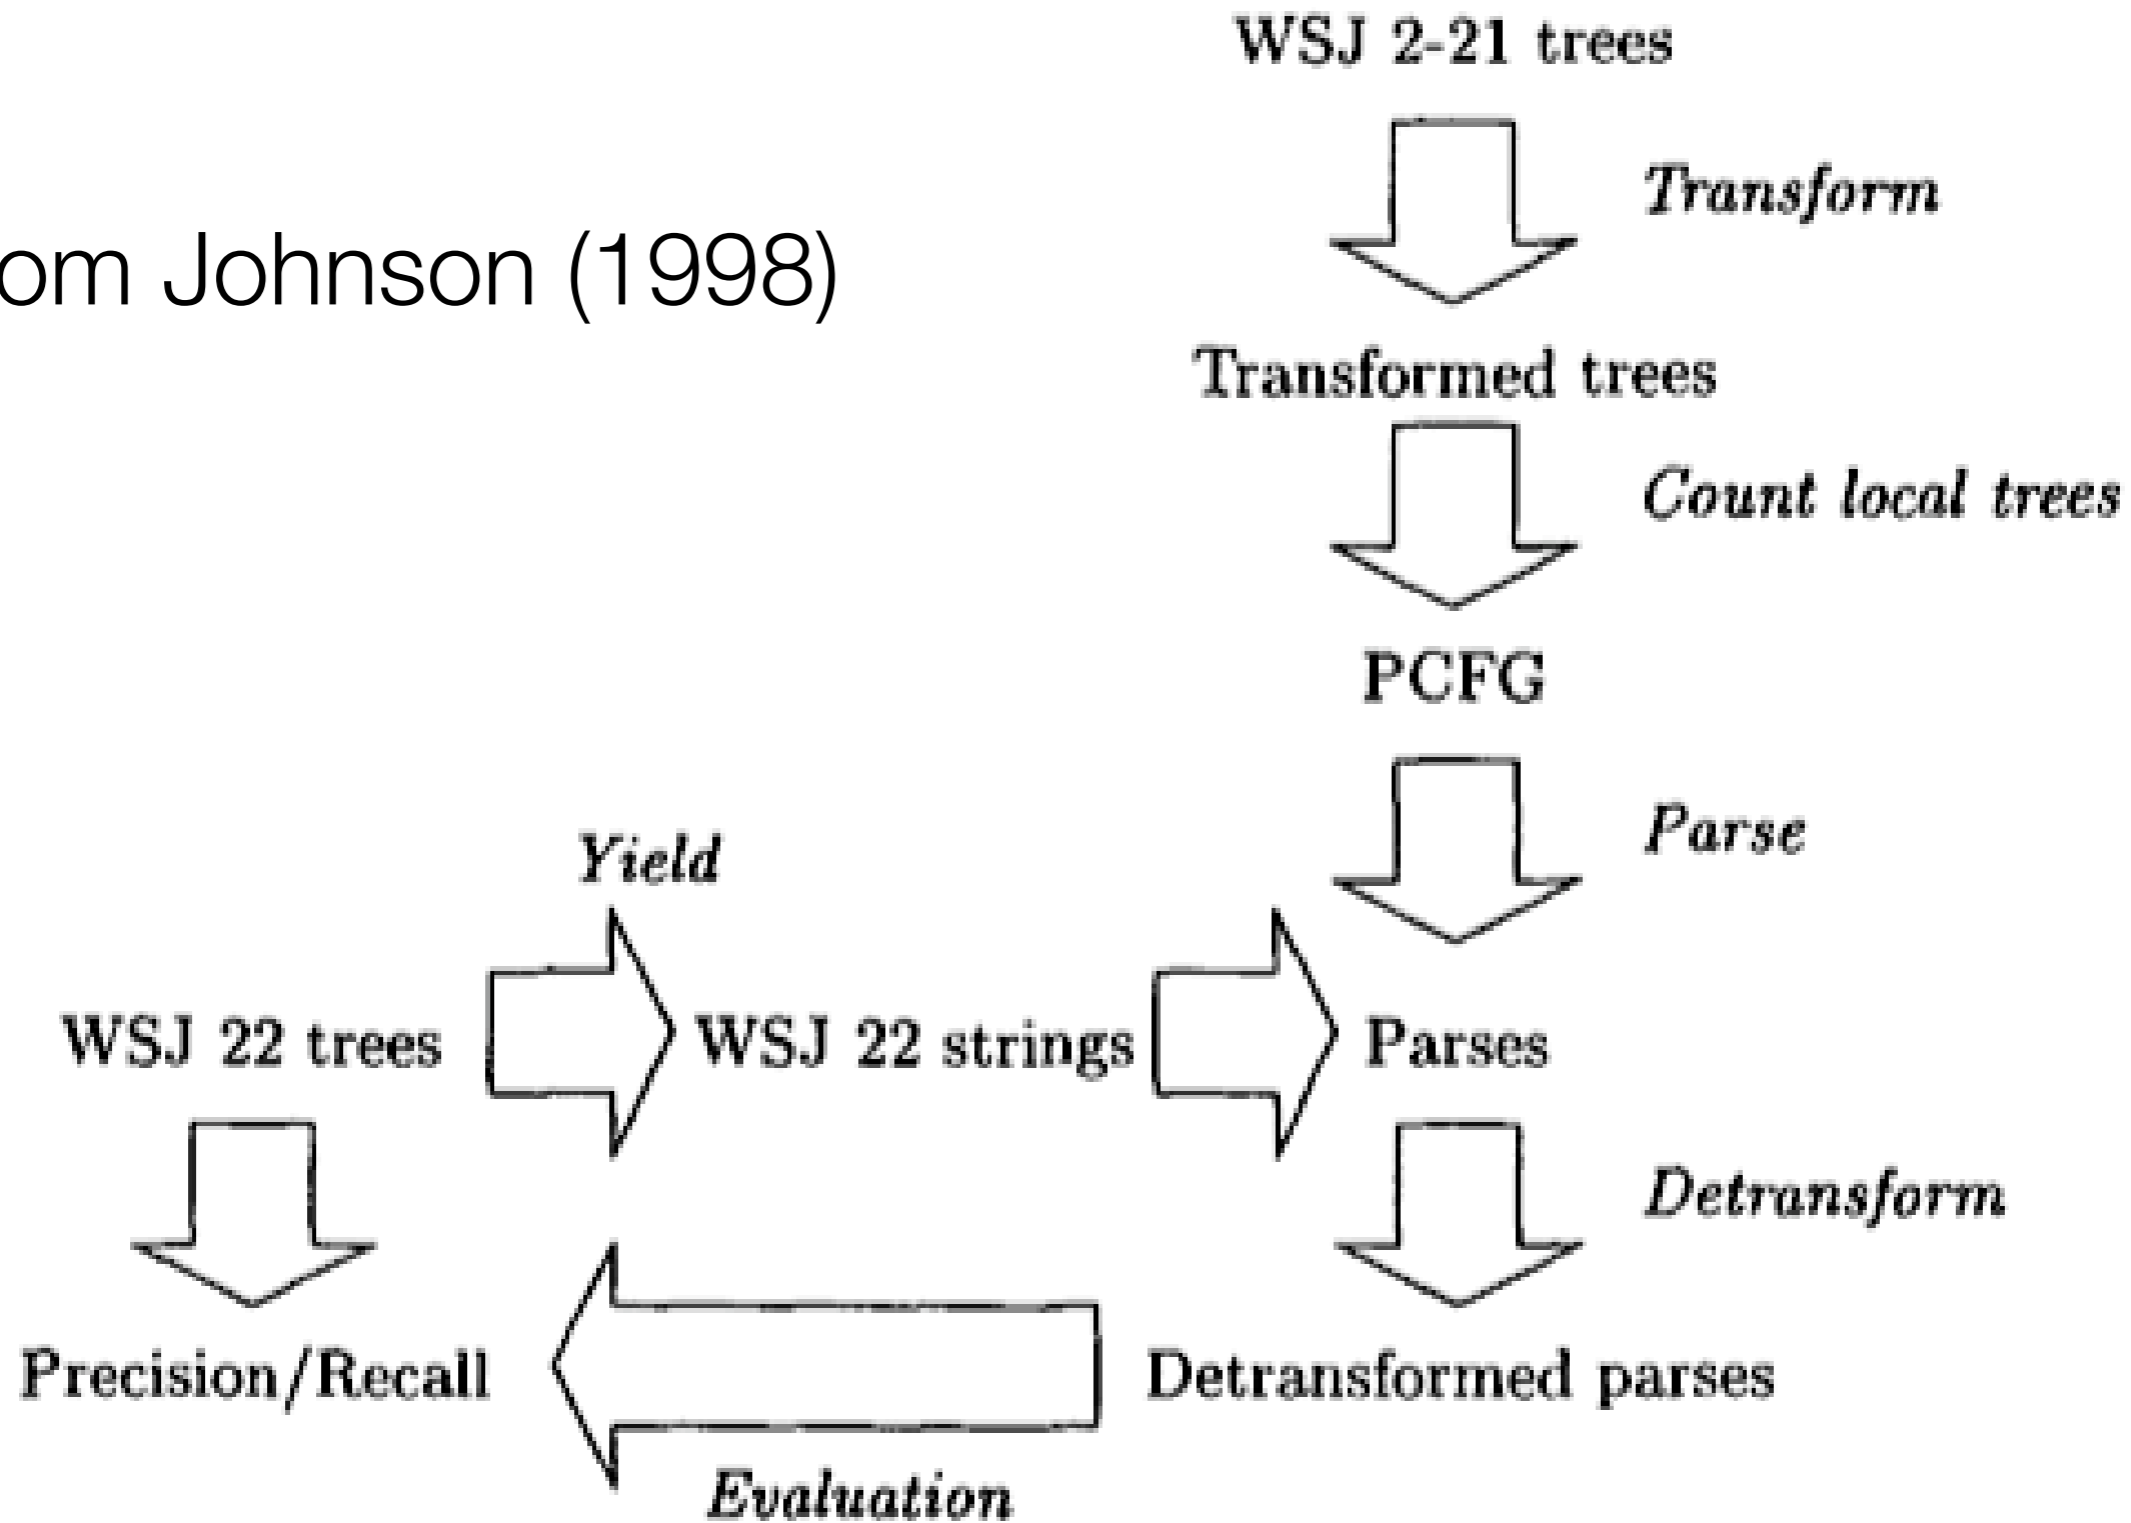 WSJ 2-21 trees
Transform
om Johnson (1998)
Transformed trees
Count local trees
PCFG
Parse
Yield
WSJ 22 trees
WSJ 22 strings
Parses
Detransform
Precision/Recall
Detransformed parses
Evaluation